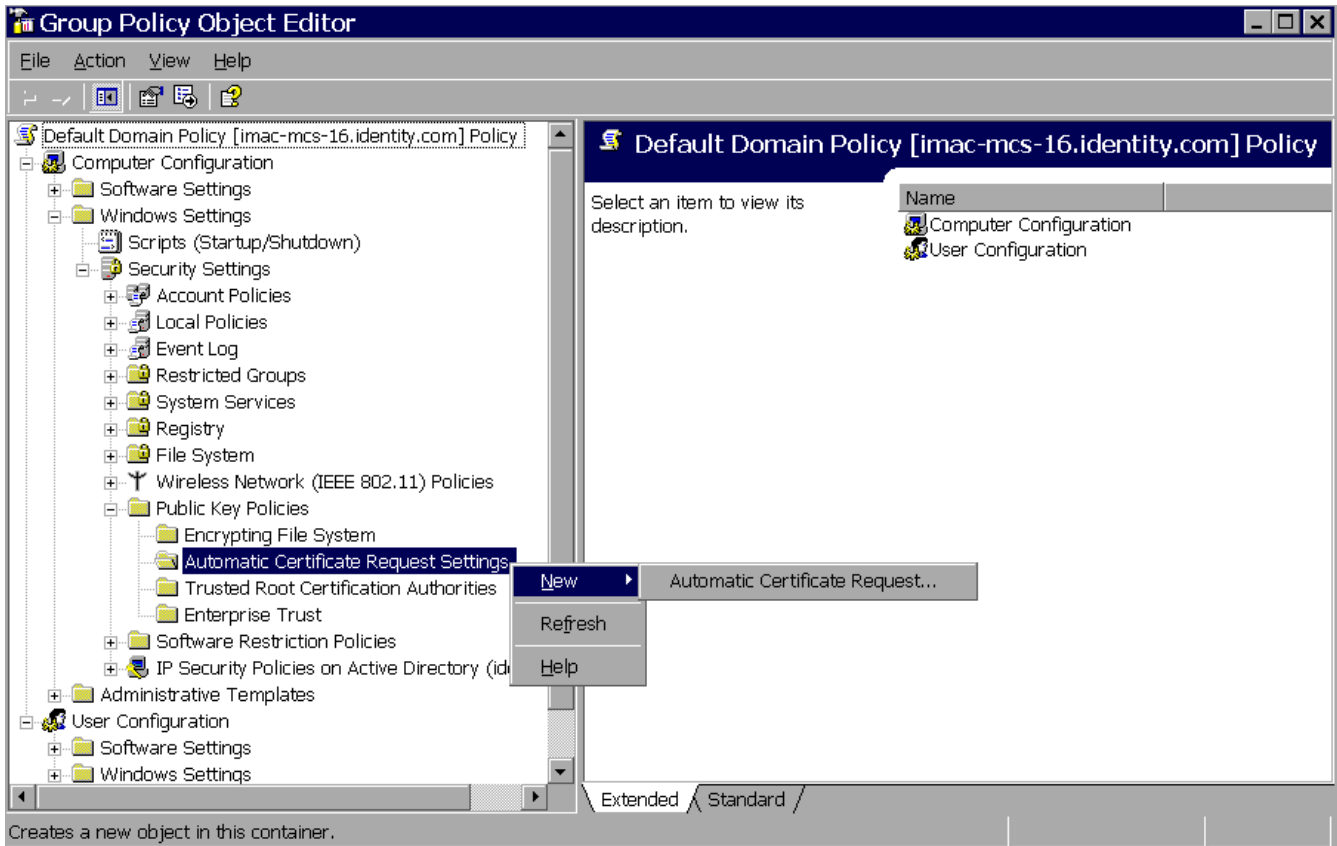 Group Policy Object Editor
File Action View Help
Default Domain Policy [imac-mcs-16.identity.com] Policy
Computer Configuration
Software Settings
Windows Settings
Scripts (Startup/Shutdown)
Security Settings
Account Policies
Local Policies
Event Log
Restricted Groups
System Services
Registry
File System
Wireless Network (IEEE 802.11) Policies
Public Key Policies
Encrypting File System
Automatic Certificate Request Settings
Trusted Root Certification Authorities
Enterprise Trust
Software Restriction Policies
IP Security Policies on Active Directory (id
Administrative Templates
User Configuration
Software Settings
Windows Settings
New
Refresh
Help
Automatic Certificate Request...
Default Domain Policy [imac-mcs-16.identity.com] Policy
Select an item to view its
description.
Name
Computer Configuration
User Configuration
Extended Standard
Creates a new object in this container.